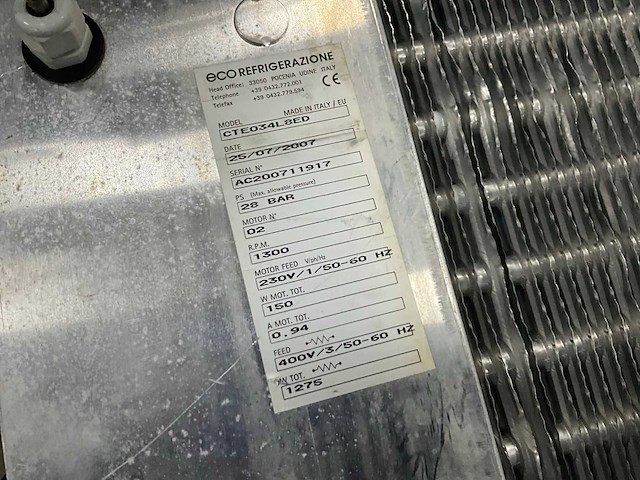 eco REFRIGERAZIONE
Head Office: 33050 POCENIA UDINE ITALY
Telephone +39 0432.772.001
Telefax +39 0432.779.594
CE
MADE IN ITALY / EU
MODEL
CTE034L8ED
DATE
25/07/2007
SERIAL N°
AC200711917
PS (Max. allowable pressure)
28 BAR
MOTOR N°
02
R.P.M.
1300
MOTOR FEED V/ph/Hz
230V/1/50-60 HZ
W MOT. TOT.
150
A MOT. TOT.
0.94
FEED
400V/3/50-60 HZ
TOT.
1275